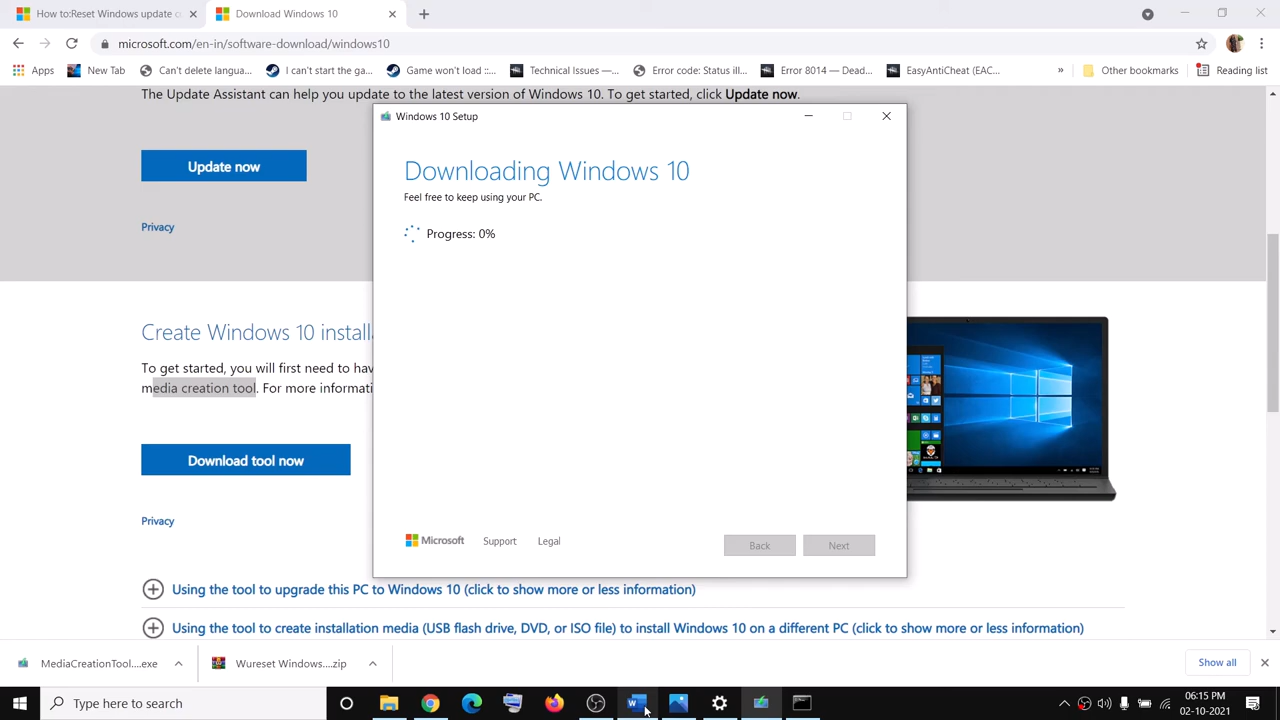 How to:Reset Windows update c
Download Windows 10
microsoft.com/en-in/software-download/windows10
Apps
New Tab
Can't delete langua...
I can't start the ga...
Game won't load ::...
Technical Issues —...
Error code: Status ill...
Error 8014 — Dead...
EasyAntiCheat (EAC...
»
Other bookmarks
Reading list
The Update Assistant can help you update to the latest version of Windows 10. To get started, click Update now.
Update now
Privacy
Windows 10 Setup
Downloading Windows 10
Feel free to keep using your PC.
Progress: 0%
Microsoft
Support
Legal
Back
Next
Create Windows 10 install
To get started, you will first need to hav
media creation tool. For more informati
Download tool now
Privacy
Using the tool to upgrade this PC to Windows 10 (click to show more or less information)
Using the tool to create installation media (USB flash drive, DVD, or ISO file) to install Windows 10 on a different PC (click to show more or less information)
MediaCreationTool....exe
Wureset Windows....zip
Show all
Type here to search
06:15 PM
02-10-2021